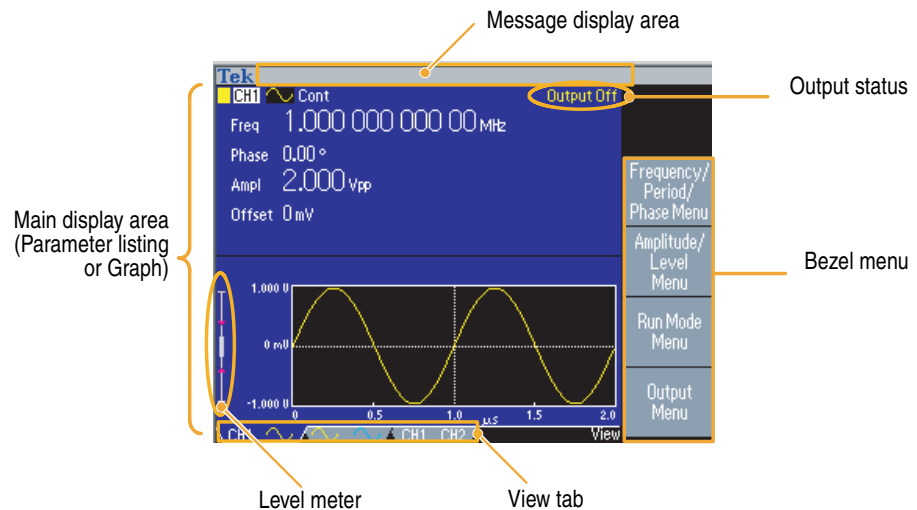 Message display area
Tek
CH1 Cont Output Off
Output status
Freq 1.000 000 000 00 MHz
Phase 0.00 °
Ampl 2.000 Vpp
Offset 0 mV
Frequency/
Period/
Phase Menu
Amplitude/
Level
Menu
Run Mode
Menu
Output
Menu
Main display area
(Parameter listing
or Graph)
Bezel menu
1.000 V
0 mV
-1.000 V
0 0.5 1.0 µs 1.5 2.0
CH1 CH1 CH2 View
Level meter
View tab